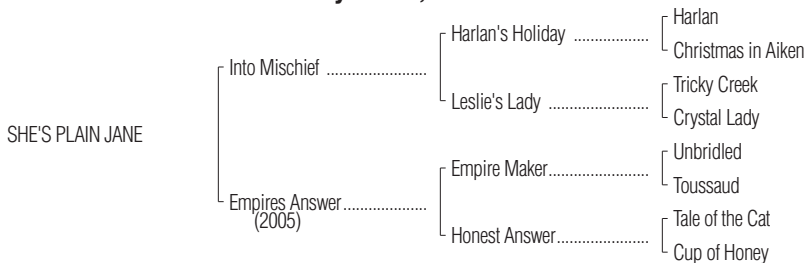 Harlan
Harlan's Holiday ..................
Christmas in Aiken
Into Mischief ........................
Tricky Creek
Leslie's Lady ........................
Crystal Lady
SHE'S PLAIN JANE
Unbridled
Empire Maker........................
Toussaud
Empires Answer....................
(2005)
Tale of the Cat
Honest Answer......................
Cup of Honey